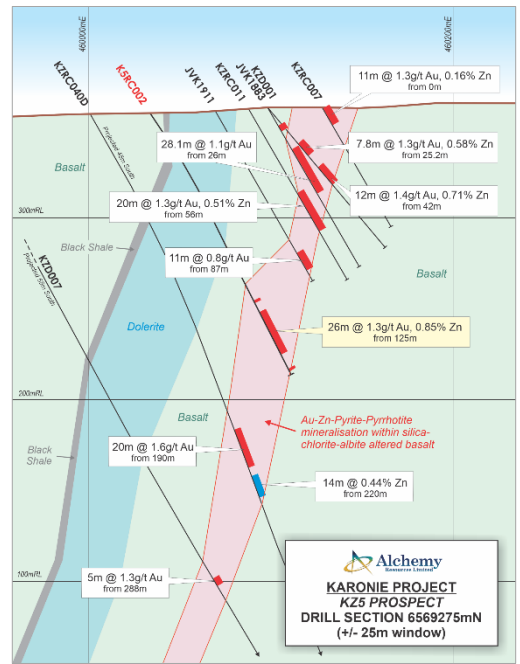 460000mE
460200mE
KZRC040D
K5RC002
JVK1911
KZRC011
JVK1883
KZD001
KZRC007
11m @ 1.3g/t Au, 0.16% Zn
from 0m
Projected 45m South
28.1m @ 1.1g/t Au
from 26m
7.8m @ 1.3g/t Au, 0.58% Zn
from 25.2m
Basalt
20m @ 1.3g/t Au, 0.51% Zn
from 56m
12m @ 1.4g/t Au, 0.71% Zn
from 42m
300mRL
Black Shale
11m @ 0.8g/t Au
from 87m
Basalt
KZD007
Dolerite
26m @ 1.3g/t Au, 0.85% Zn
from 125m
200mRL
Basalt
Au-Zn-Pyrite-Pyrrhotite
mineralisation within silica-
chlorite-albite altered basalt
Black
Shale
20m @ 1.6g/t Au
from 190m
14m @ 0.44% Zn
from 220m
Alchemy
Resources Limited
100mRL
5m @ 1.3g/t Au
from 288m
KARONIE PROJECT
KZ5 PROSPECT
DRILL SECTION 6569275mN
(+/- 25m window)